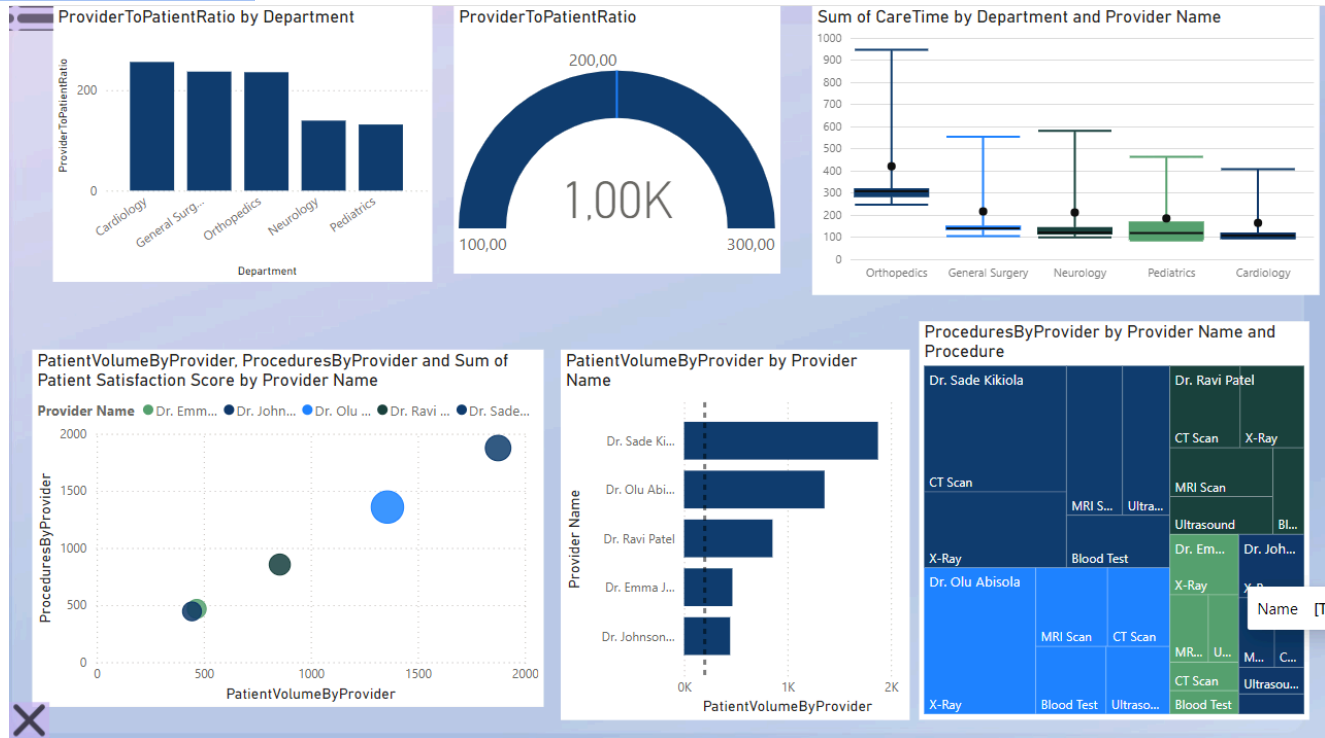 ProviderToPatientRatio by Department
ProviderToPatientRatio
200
0
Cardiology
General Surg...
Orthopedics
Neurology
Pediatrics
Department
ProviderToPatientRatio
200,00
1,00K
100,00
300,00
Sum of CareTime by Department and Provider Name
1000
900
800
700
600
500
400
300
200
100
0
Orthopedics
General Surgery
Neurology
Pediatrics
Cardiology
PatientVolumeByProvider, ProceduresByProvider and Sum of
Patient Satisfaction Score by Provider Name
Provider Name Dr. Emm... Dr. John... Dr. Olu ... Dr. Ravi ... Dr. Sade...
ProceduresByProvider
2000
1500
1000
500
0
0 500 1000 1500 2000
PatientVolumeByProvider
PatientVolumeByProvider by Provider
Name
Provider Name
Dr. Sade Ki...
Dr. Olu Abi...
Dr. Ravi Patel
Dr. Emma J...
Dr. Johnson...
0K 1K 2K
PatientVolumeByProvider
ProceduresByProvider by Provider Name and
Procedure
Dr. Sade Kikiola
CT Scan
X-Ray
MRI S...
Ultra...
Blood Test
Dr. Olu Abisola
X-Ray
MRI Scan
CT Scan
Blood Test
Ultraso...
Dr. Ravi Patel
CT Scan
X-Ray
MRI Scan
Ultrasound
Bl...
Dr. Em...
X-Ray
MR...
U...
CT Scan
Blood Test
Dr. Joh...
M...
C...
Ultrasou...
Name [T